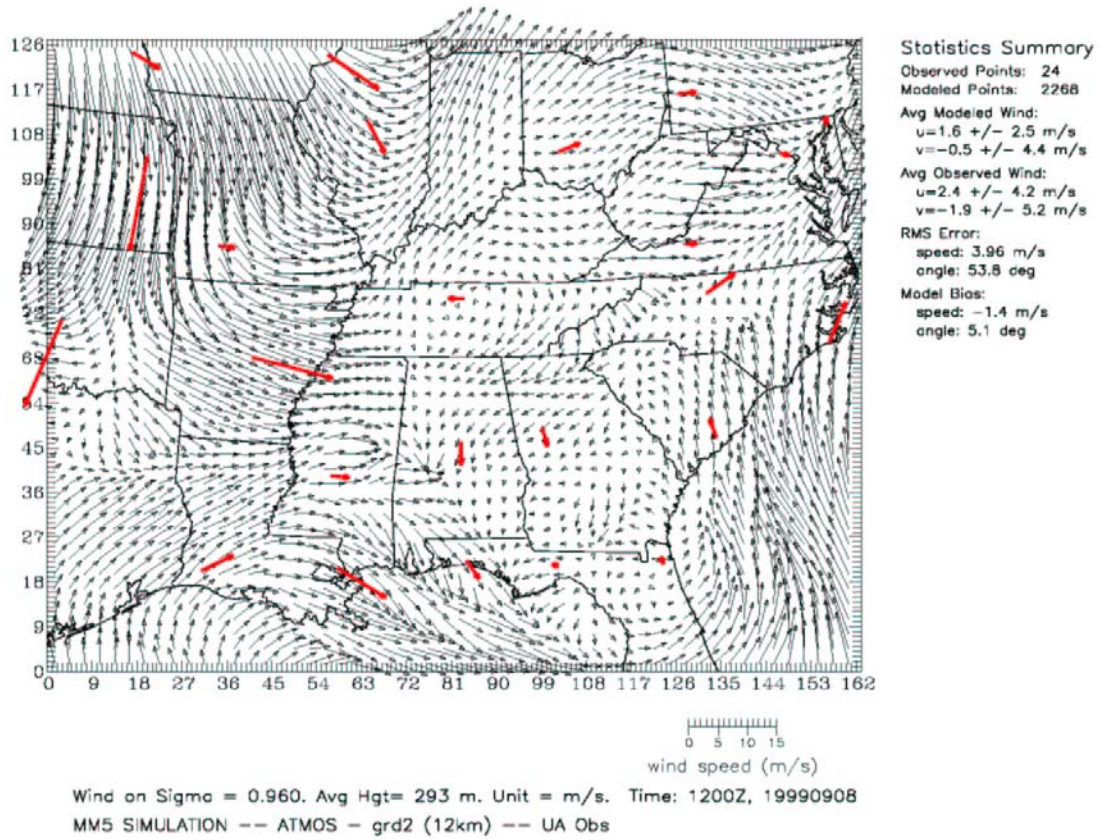 126
117
108
99
90
81
68
54
45
36
27
18
9
0
0 9 18 27 36 45 54 63 72 81 90 99 108 117 126 135 144 153 162
Statistics Summary
Observed Points: 24
Modeled Points: 2268
Avg Modeled Wind:
u=1.6 +/- 2.5 m/s
v=-0.5 +/- 4.4 m/s
Avg Observed Wind:
u=2.4 +/- 4.2 m/s
v=-1.9 +/- 5.2 m/s
RMS Error:
speed: 3.96 m/s
angle: 53.8 deg
Model Bias:
speed: -1.4 m/s
angle: 5.1 deg
0 5 10 15
wind speed (m/s)
Wind on Sigma = 0.960. Avg Hgt= 293 m. Unit = m/s. Time: 1200Z, 19990908
MM5 SIMULATION -- ATMOS - grd2 (12km) -- UA Obs